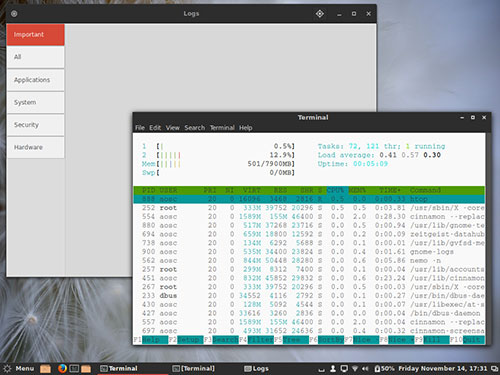 Logs
Important
All
Applications
System
Security
Hardware
Terminal
File Edit View Search Terminal Help
1 [| 0.5%] Tasks: 72, 121 thr; 1 running
2 [||||| 12.9%] Load average: 0.41 0.57 0.30
Mem[||||| 501/7900MB] Uptime: 00:05:09
Swp[ 0/0MB]
PID USER PRI NI VIRT RES SHR S CPU% MEM% TIME+ Command
888 aosc 20 0 16096 3468 2836 R 0.5 0.0 0:00.33 htop
252 root 20 0 333M 39752 20296 S 0.5 0.5 0:03.81 /usr/sbin/X -core
554 aosc 20 0 1589M 155M 46400 S 0.0 2.0 0:28.30 cinnamon --replac
880 aosc 20 0 517M 37268 23716 S 0.5 0.5 0:00.94 /usr/lib/gnome-te
694 aosc 20 0 659M 18800 12592 S 0.0 0.2 0:00.09 zeitgeist-datahub
738 aosc 20 0 134M 6292 5688 S 0.0 0.1 0:00.01 /usr/lib/gvfsd-me
900 aosc 20 0 535M 34400 23824 S 0.0 0.4 0:01.61 gnome-logs
562 aosc 20 0 844M 50448 28280 S 0.0 0.6 0:05.86 nemo -n
257 root 20 0 299M 8312 7400 S 0.0 0.1 0:00.04 /usr/lib/accounts
451 aosc 20 0 832M 45852 29832 S 0.0 0.6 0:23.24 /usr/lib/cinnamon
267 root 20 0 333M 39752 20296 S 0.0 0.5 0:00.03 /usr/sbin/X -core
233 dbus 20 0 34552 4116 2792 S 0.0 0.1 0:00.27 /usr/bin/dbus-dae
447 aosc 20 0 128M 5092 4544 S 0.0 0.1 0:00.07 /usr/libexec/at-s
427 aosc 20 0 33616 3260 2836 S 0.0 0.0 0:00.04 /bin/dbus-daemon
557 aosc 20 0 1589M 155M 46400 S 0.0 2.0 0:00.04 cinnamon --replac
697 aosc 20 0 493M 31652 24636 S 0.0 0.4 0:00.32 /usr/bin/cinnamon
F1Help F2Setup F3Search F4Filter F5Tree F6SortBy F7Nice - F8Nice + F9Kill F10Quit
Menu Terminal [Terminal] Logs 50% Friday November 14, 17:31